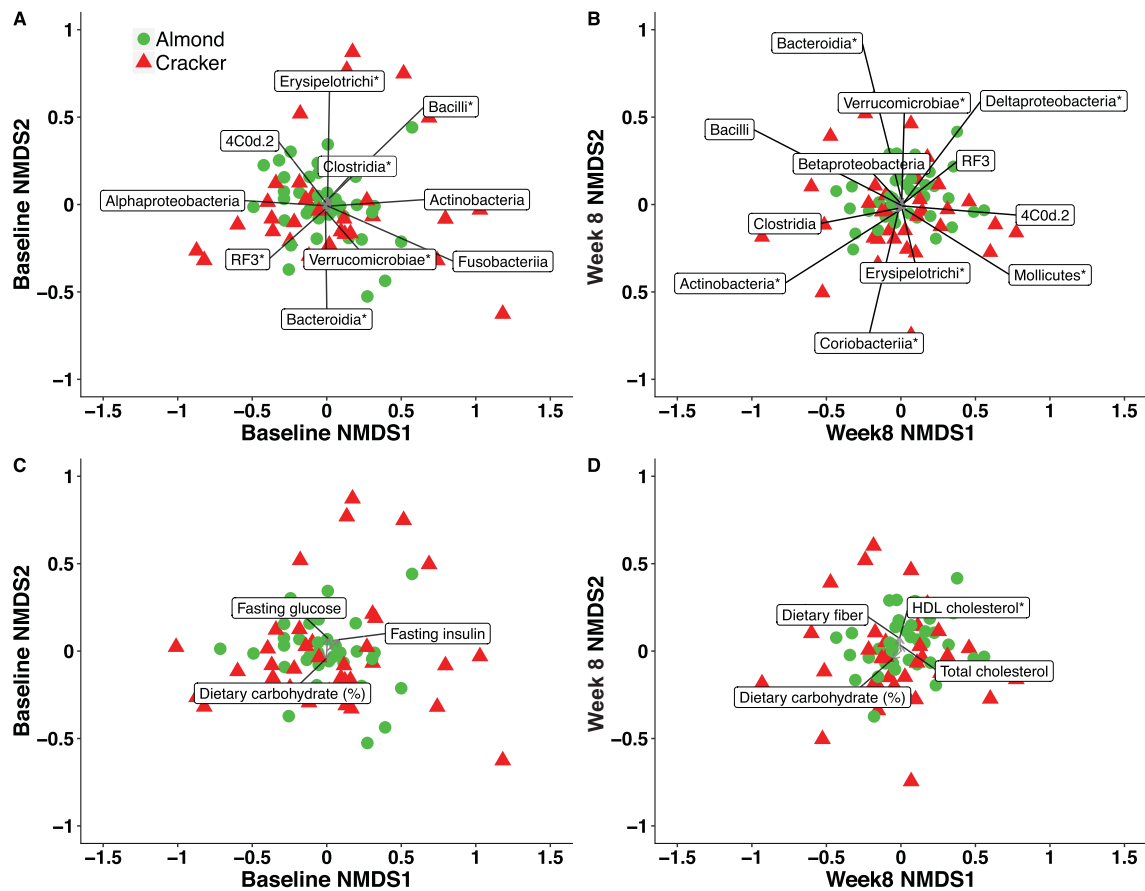 A
Almond
Cracker
Erysipelotrichi*
Bacilli*
4C0d.2
Clostridia*
Alphaproteobacteria
Actinobacteria
RF3*
Verrucomicrobiae*
Fusobacteriia
Bacteroidia*
1
0.5
0
−0.5
−1
Baseline NMDS2
−1.5
−1
−0.5
0
0.5
1
1.5
Baseline NMDS1
B
Bacteroidia*
Verrucomicrobiae*
Deltaproteobacteria*
Bacilli
Betaproteobacteria
RF3
Clostridia
4C0d.2
Erysipelotrichi*
Mollicutes*
Actinobacteria*
Coriobacteriia*
1
0.5
0
−0.5
−1
Week 8 NMDS2
−1.5
−1
−0.5
0
0.5
1
1.5
Week8 NMDS1
C
Fasting glucose
Fasting insulin
Dietary carbohydrate (%)
1
0.5
0
−0.5
−1
Baseline NMDS2
−1.5
−1
−0.5
0
0.5
1
1.5
Baseline NMDS1
D
HDL cholesterol*
Dietary fiber
Total cholesterol
Dietary carbohydrate (%)
1
0.5
0
−0.5
−1
Week 8 NMDS2
−1.5
−1
−0.5
0
0.5
1
1.5
Week8 NMDS1